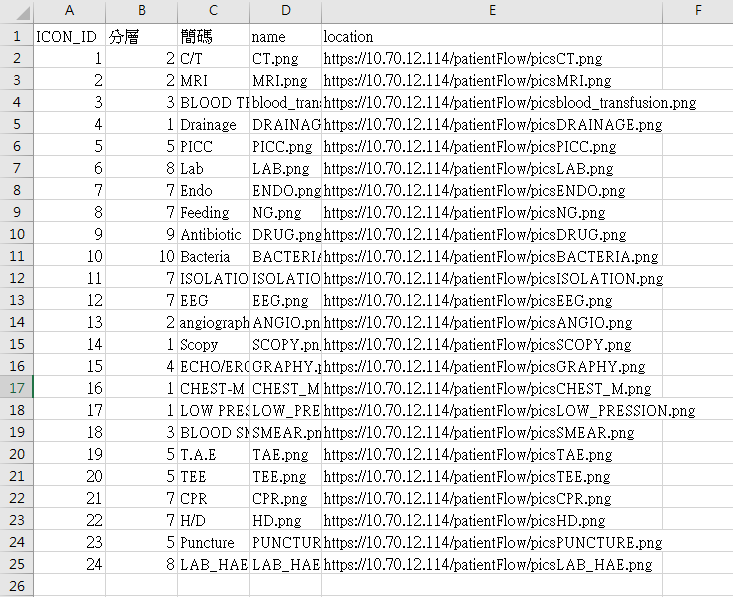 A B C D E F
1 ICON_ID 分層 簡碼 name location
2 1 2 C/T CT.png https://10.70.12.114/patientFlow/picsCT.png
3 2 2 MRI MRI.png https://10.70.12.114/patientFlow/picsMRI.png
4 3 3 BLOOD TF blood_trans https://10.70.12.114/patientFlow/picsblood_transfusion.png
5 4 1 Drainage DRAINAG https://10.70.12.114/patientFlow/picsDRAINAGE.png
6 5 5 PICC PICC.png https://10.70.12.114/patientFlow/picsPICC.png
7 6 8 Lab LAB.png https://10.70.12.114/patientFlow/picsLAB.png
8 7 7 Endo ENDO.png https://10.70.12.114/patientFlow/picsENDO.png
9 8 7 Feeding NG.png https://10.70.12.114/patientFlow/picsNG.png
10 9 9 Antibiotic DRUG.png https://10.70.12.114/patientFlow/picsDRUG.png
11 10 10 Bacteria BACTERIA https://10.70.12.114/patientFlow/picsBACTERIA.png
12 11 7 ISOLATIO ISOLATIO https://10.70.12.114/patientFlow/picsISOLATION.png
13 12 7 EEG EEG.png https://10.70.12.114/patientFlow/picsEEG.png
14 13 2 angiograph ANGIO.pn https://10.70.12.114/patientFlow/picsANGIO.png
15 14 1 Scopy SCOPY.pn https://10.70.12.114/patientFlow/picsSCOPY.png
16 15 4 ECHO/ERC GRAPHY.p https://10.70.12.114/patientFlow/picsGRAPHY.png
17 16 1 CHEST-M CHEST_M https://10.70.12.114/patientFlow/picsCHEST_M.png
18 17 1 LOW PRES LOW_PRE https://10.70.12.114/patientFlow/picsLOW_PRESSION.png
19 18 3 BLOOD SM SMEAR.pn https://10.70.12.114/patientFlow/picsSMEAR.png
20 19 5 T.A.E TAE.png https://10.70.12.114/patientFlow/picsTAE.png
21 20 5 TEE TEE.png https://10.70.12.114/patientFlow/picsTEE.png
22 21 7 CPR CPR.png https://10.70.12.114/patientFlow/picsCPR.png
23 22 7 H/D HD.png https://10.70.12.114/patientFlow/picsHD.png
24 23 5 Puncture PUNCTUR https://10.70.12.114/patientFlow/picsPUNCTURE.png
25 24 8 LAB_HAE LAB_HAE https://10.70.12.114/patientFlow/picsLAB_HAE.png
26